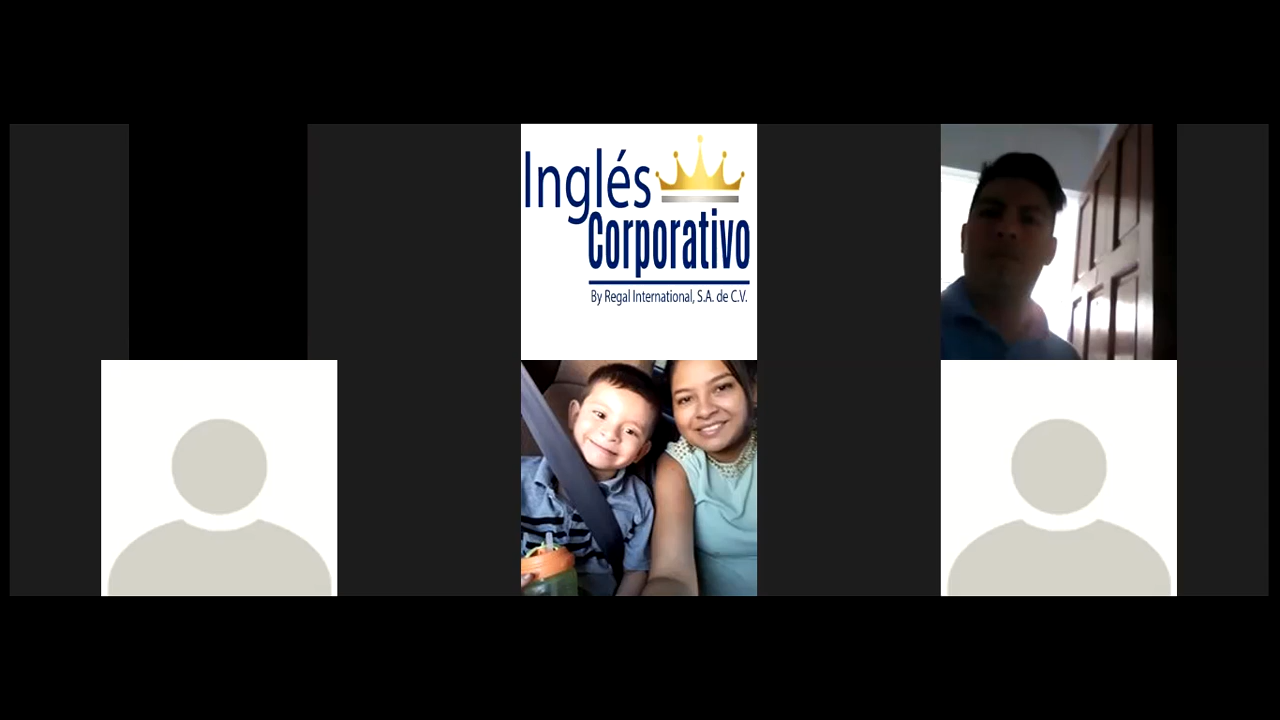 Inglés
Corporativo
By Regal International, S.A. de C.V.